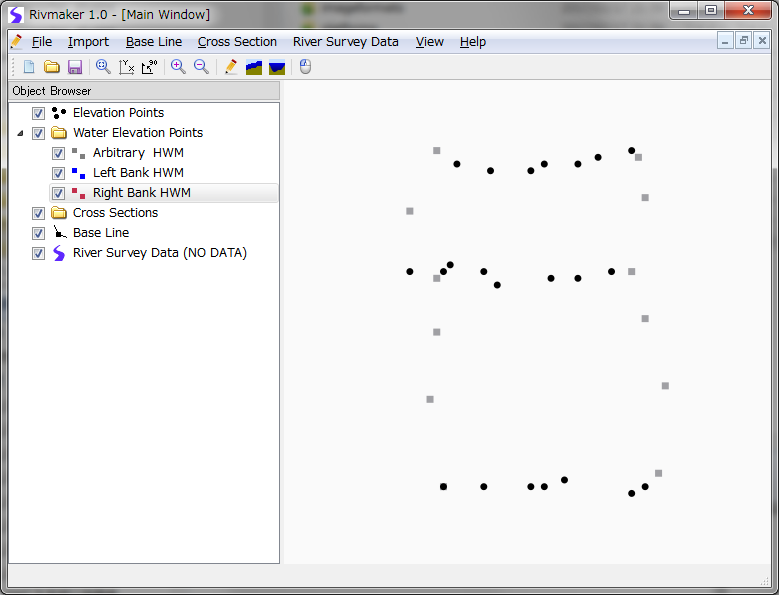 Rivmaker 1.0 - [Main Window]
File Import Base Line Cross Section River Survey Data View Help
Object Browser
Elevation Points
Water Elevation Points
Arbitrary  HWM
Left Bank HWM
Right Bank HWM
Cross Sections
Base Line
River Survey Data (NO DATA)